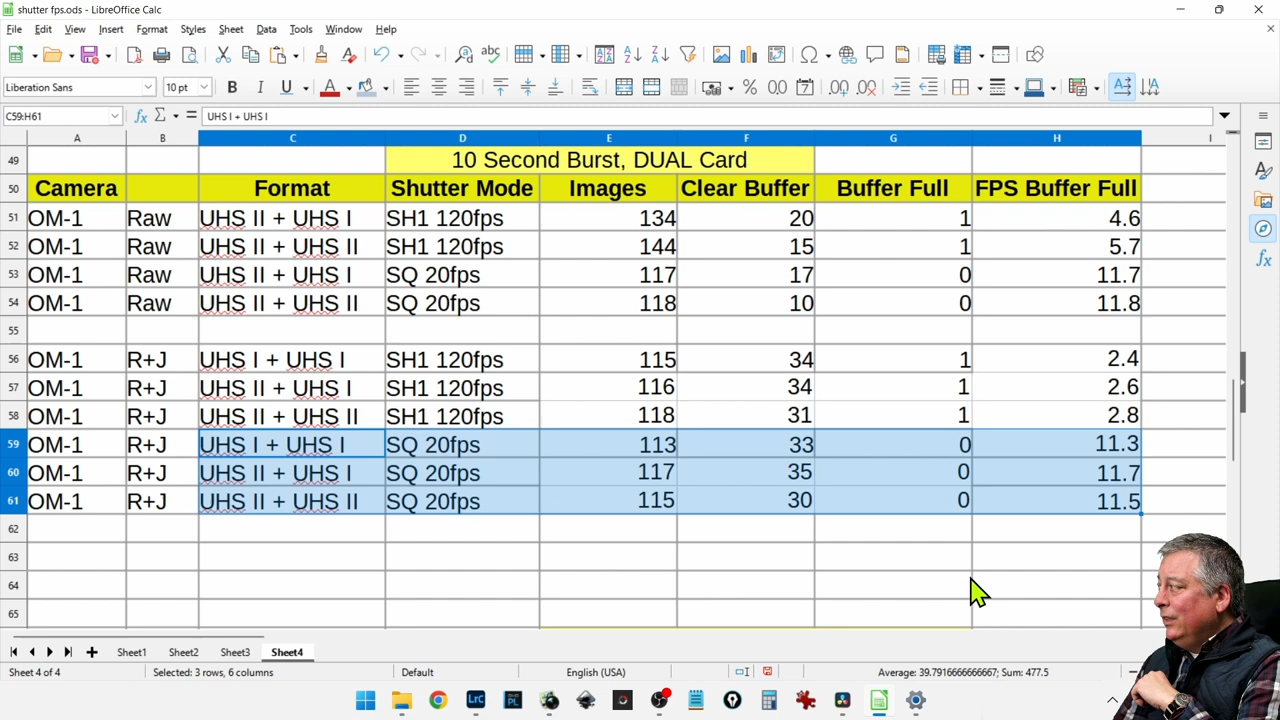 shutter fps.ods - LibreOffice Calc
File Edit View Insert Format Styles Sheet Data Tools Window Help
Liberation Sans 10 pt
C59:H61 UHS I + UHS I
A B C D E F G H I
49 10 Second Burst, DUAL Card
50 Camera Format Shutter Mode Images Clear Buffer Buffer Full FPS Buffer Full
51 OM-1 Raw UHS II + UHS I SH1 120fps 134 20 1 4.6
52 OM-1 Raw UHS II + UHS II SH1 120fps 144 15 1 5.7
53 OM-1 Raw UHS II + UHS I SQ 20fps 117 17 0 11.7
54 OM-1 Raw UHS II + UHS II SQ 20fps 118 10 0 11.8
55
56 OM-1 R+J UHS I + UHS I SH1 120fps 115 34 1 2.4
57 OM-1 R+J UHS II + UHS I SH1 120fps 116 34 1 2.6
58 OM-1 R+J UHS II + UHS II SH1 120fps 118 31 1 2.8
59 OM-1 R+J UHS I + UHS I SQ 20fps 113 33 0 11.3
60 OM-1 R+J UHS II + UHS I SQ 20fps 117 35 0 11.7
61 OM-1 R+J UHS II + UHS II SQ 20fps 115 30 0 11.5
62
63
64
65
Sheet1 Sheet2 Sheet3 Sheet4
Sheet 4 of 4 Selected: 3 rows, 6 columns Default English (USA) Average: 39.7916666666667; Sum: 477.5
LrC PL